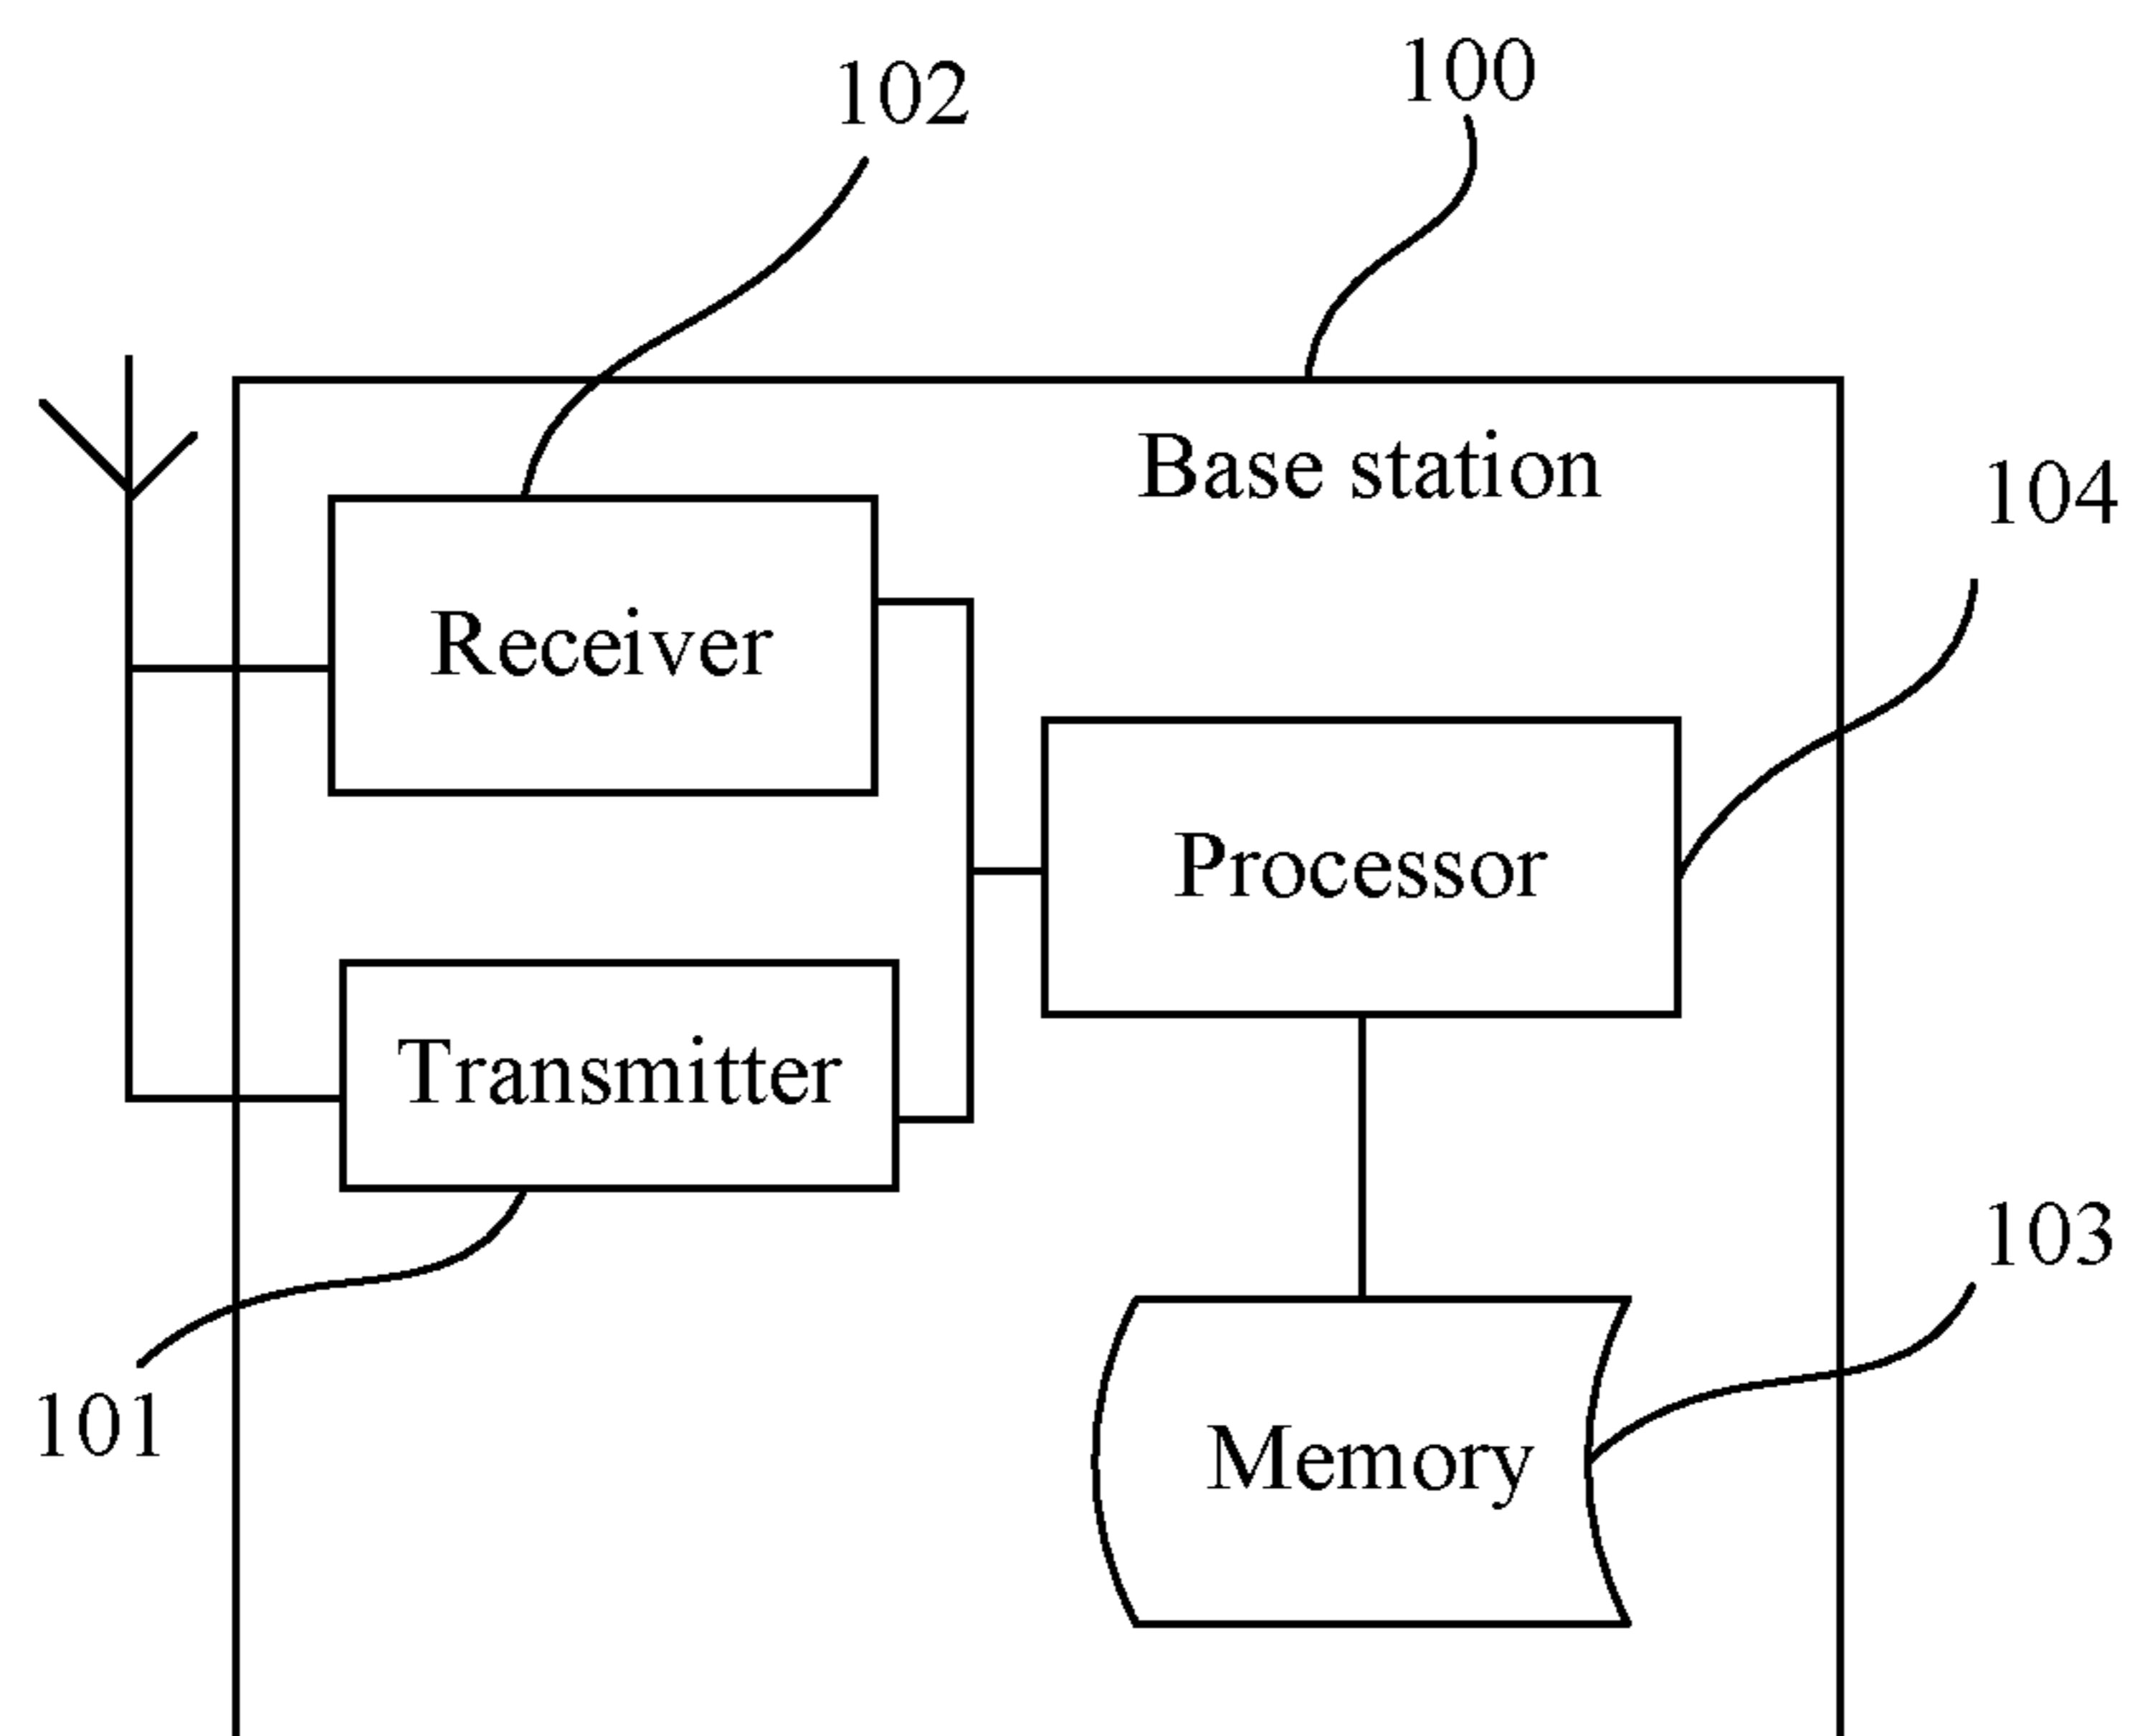 102
100
Base station
104
Receiver
Processor
Transmitter
103
101
Memory